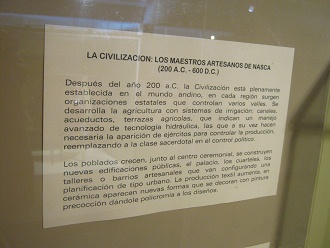 LA CIVILIZACION: LOS MAESTROS ARTESANOS DE NASCA
(200 A.C. - 600 D.C.)
Después del año 200 a.C. la Civilización está plenamente
establecida en el mundo andino, en cada región surgen
organizaciones estatales que controlan varios valles. Se
desarrolla la agricultura con sistemas de irrigación; canales,
acueductos, terrazas agrícolas, que indican un manejo
avanzado de tecnología hidráulica, las que a su vez hacen
necesaria la aparición de ejércitos para controlar la producción,
reemplazando a la clase sacerdotal en el control político.
Los poblados crecen, junto al centro ceremonial, se construyen
nuevas edificaciones públicas, el palacio, los cuarteles, los
talleres o barrios artesanales que van configurando una
planificación de tipo urbano. La producción textil aumenta, en
cerámica aparecen nuevas formas que se decoran con pintura
precocción dándole policromía a los diseños.